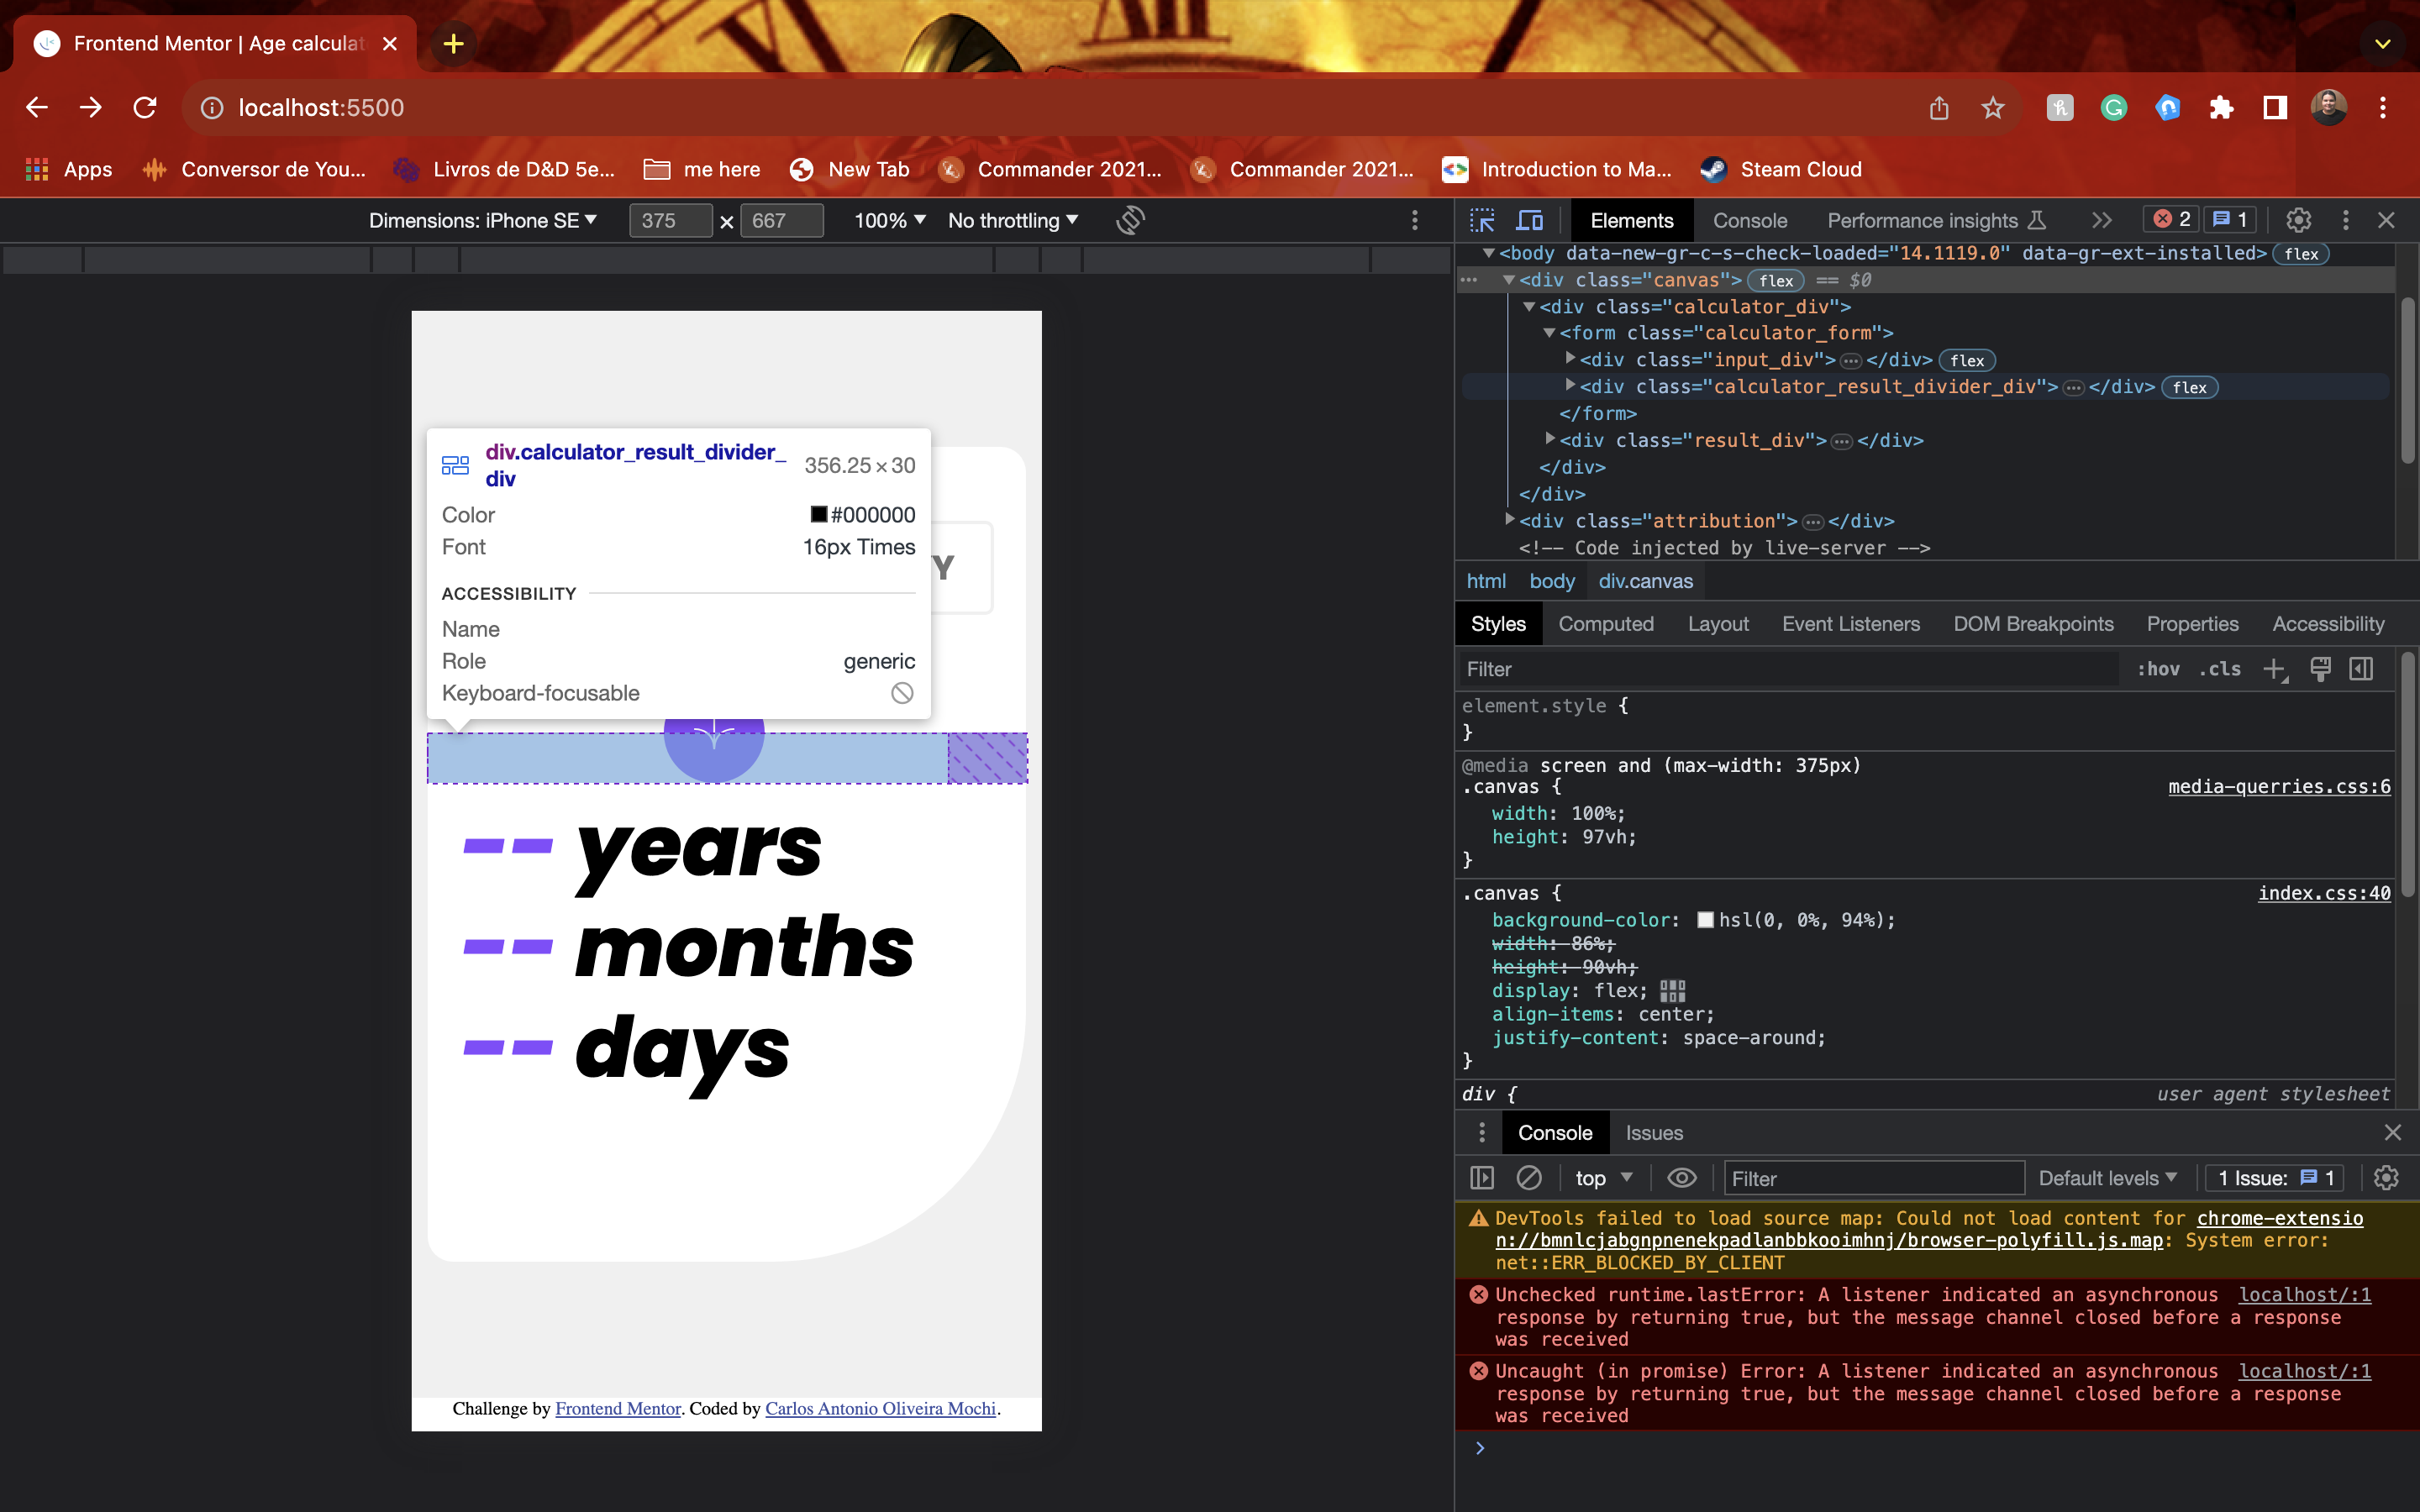 Frontend Mentor | Age calculat
localhost:5500
Apps
Conversor de You...
Livros de D&D 5e...
me here
New Tab
Commander 2021...
Commander 2021...
Introduction to Ma...
Steam Cloud
Dimensions: iPhone SE
375 × 667
100%
No throttling
Elements
Console
Performance insights
2
1
<body data-new-gr-c-s-check-loaded="14.1119.0" data-gr-ext-installed> flex
<div class="canvas"> flex == $0
<div class="calculator_div">
<form class="calculator_form">
<div class="input_div">…</div> flex
<div class="calculator_result_divider_div">…</div> flex
</form>
<div class="result_div">…</div>
</div>
</div>
<div class="attribution">…</div>
<!-- Code injected by live-server -->
html body div.canvas
Styles Computed Layout Event Listeners DOM Breakpoints Properties Accessibility
Filter
:hov .cls
element.style {
}
@media screen and (max-width: 375px)
.canvas {
media-querries.css:6
width: 100%;
height: 97vh;
}
.canvas {
index.css:40
background-color: hsl(0, 0%, 94%);
width: 86%;
height: 90vh;
display: flex;
align-items: center;
justify-content: space-around;
}
div {
user agent stylesheet
div.calculator_result_divider_
div
356.25 × 30
Color #000000
Font 16px Times
ACCESSIBILITY
Name
Role generic
Keyboard-focusable
Y
-- years
-- months
-- days
Challenge by Frontend Mentor. Coded by Carlos Antonio Oliveira Mochi.
Console Issues
top
Filter
Default levels
1 Issue: 1
DevTools failed to load source map: Could not load content for chrome-extensio
n://bmnlcjabgnpnenekpadlanbbkooimhnj/browser-polyfill.js.map: System error:
net::ERR_BLOCKED_BY_CLIENT
Unchecked runtime.lastError: A listener indicated an asynchronous localhost/:1
response by returning true, but the message channel closed before a response
was received
Uncaught (in promise) Error: A listener indicated an asynchronous localhost/:1
response by returning true, but the message channel closed before a response
was received